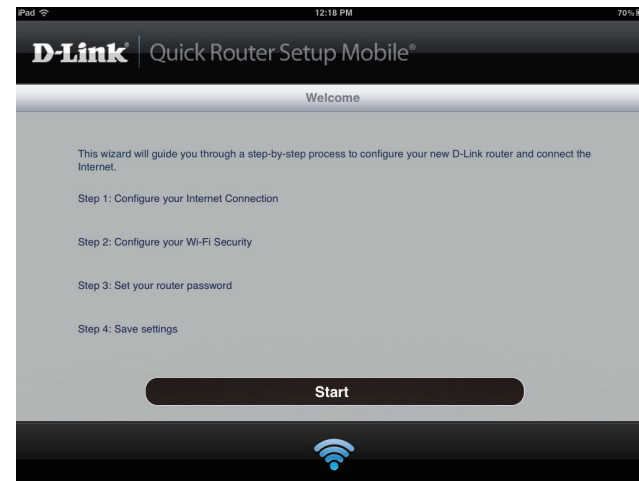 iPad 12:18 PM 70%
D-Link® Quick Router Setup Mobile®
Welcome
This wizard will guide you through a step-by-step process to configure your new D-Link router and connect the
Internet.
Step 1: Configure your Internet Connection
Step 2: Configure your Wi-Fi Security
Step 3: Set your router password
Step 4: Save settings
Start